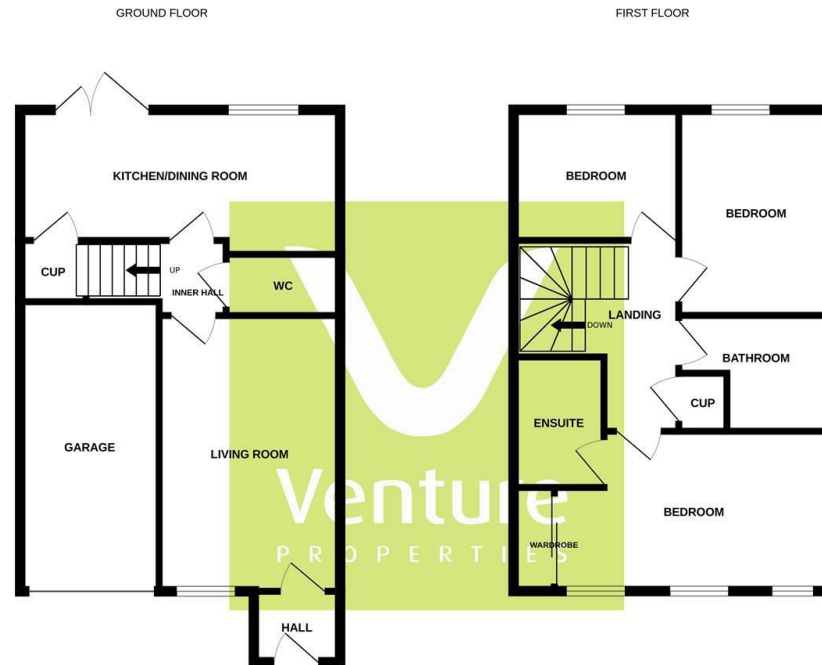 GROUND FLOOR
KITCHEN/DINING ROOM
CUP
UP
INNER HALL
WC
GARAGE
LIVING ROOM
HALL
FIRST FLOOR
BEDROOM
BEDROOM
LANDING
DOWN
BATHROOM
CUP
ENSUITE
BEDROOM
WARDROBE
Venture
PROPERTIES